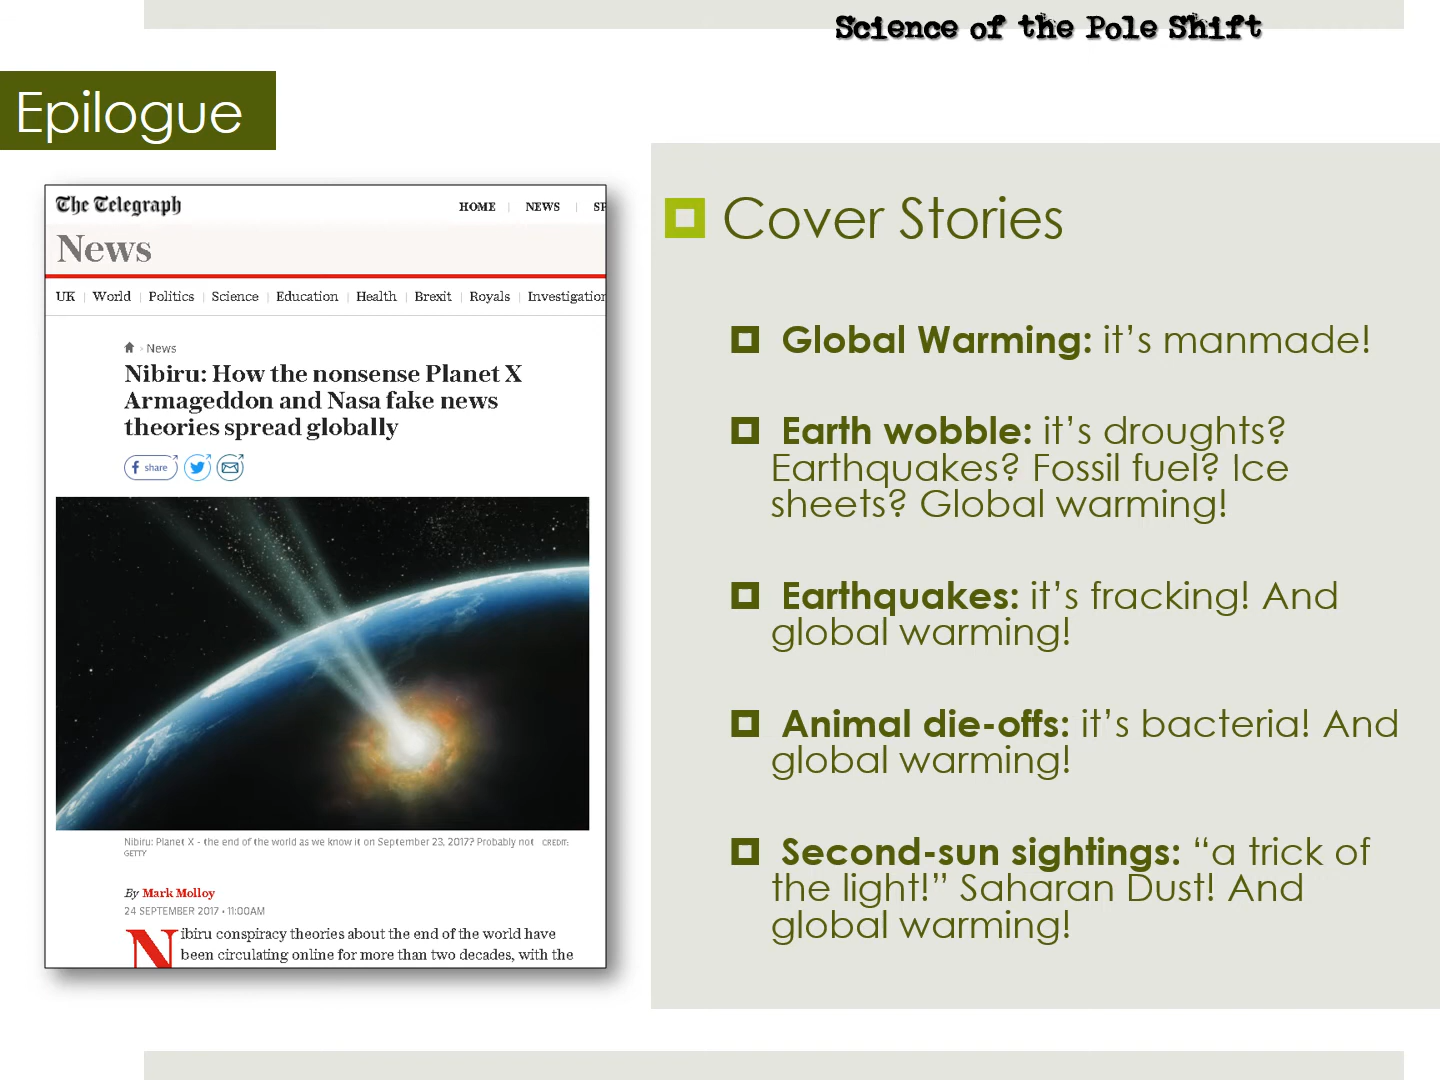 Science of the Pole Shift
Epilogue
The Telegraph
HOME | NEWS | SP
News
UK | World | Politics | Science | Education | Health | Brexit | Royals | Investigation
News
Nibiru: How the nonsense Planet X
Armageddon and Nasa fake news
theories spread globally
share
Nibiru: Planet X - the end of the world as we know it on September 23, 2017? Probably not CREDIT:
GETTY
By Mark Molloy
24 SEPTEMBER 2017 • 11:00AM
Nibiru conspiracy theories about the end of the world have
been circulating online for more than two decades, with the
Cover Stories
Global Warming: it’s manmade!
Earth wobble: it’s droughts?
Earthquakes? Fossil fuel? Ice
sheets? Global warming!
Earthquakes: it’s fracking! And
global warming!
Animal die-offs: it’s bacteria! And
global warming!
Second-sun sightings: “a trick of
the light!” Saharan Dust! And
global warming!